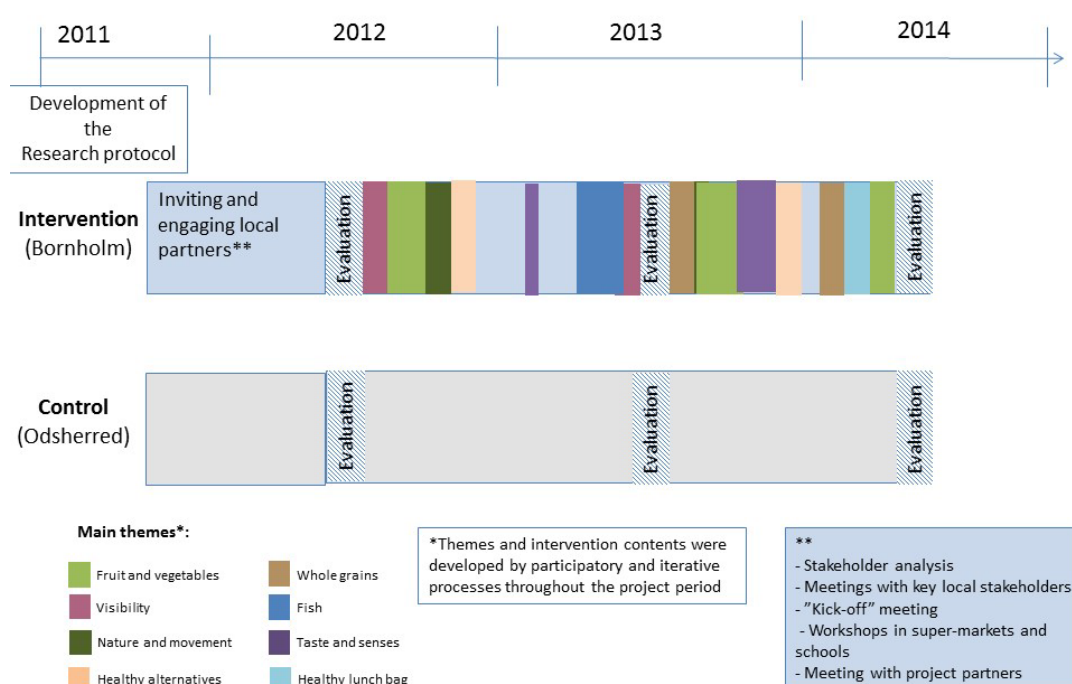 2011
2012
2013
2014
Development of
the
Research protocol
Intervention
(Bornholm)
Inviting and
engaging local
partners**
Evaluation
Evaluation
Evaluation
Control
(Odsherred)
Evaluation
Evaluation
Evaluation
Main themes*:
Fruit and vegetables
Whole grains
Visibility
Fish
Nature and movement
Taste and senses
Healthy alternatives
Healthy lunch bag
*Themes and intervention contents were
developed by participatory and iterative
processes throughout the project period
**
- Stakeholder analysis
- Meetings with key local stakeholders
- ”Kick-off” meeting
- Workshops in super-markets and
schools
- Meeting with project partners